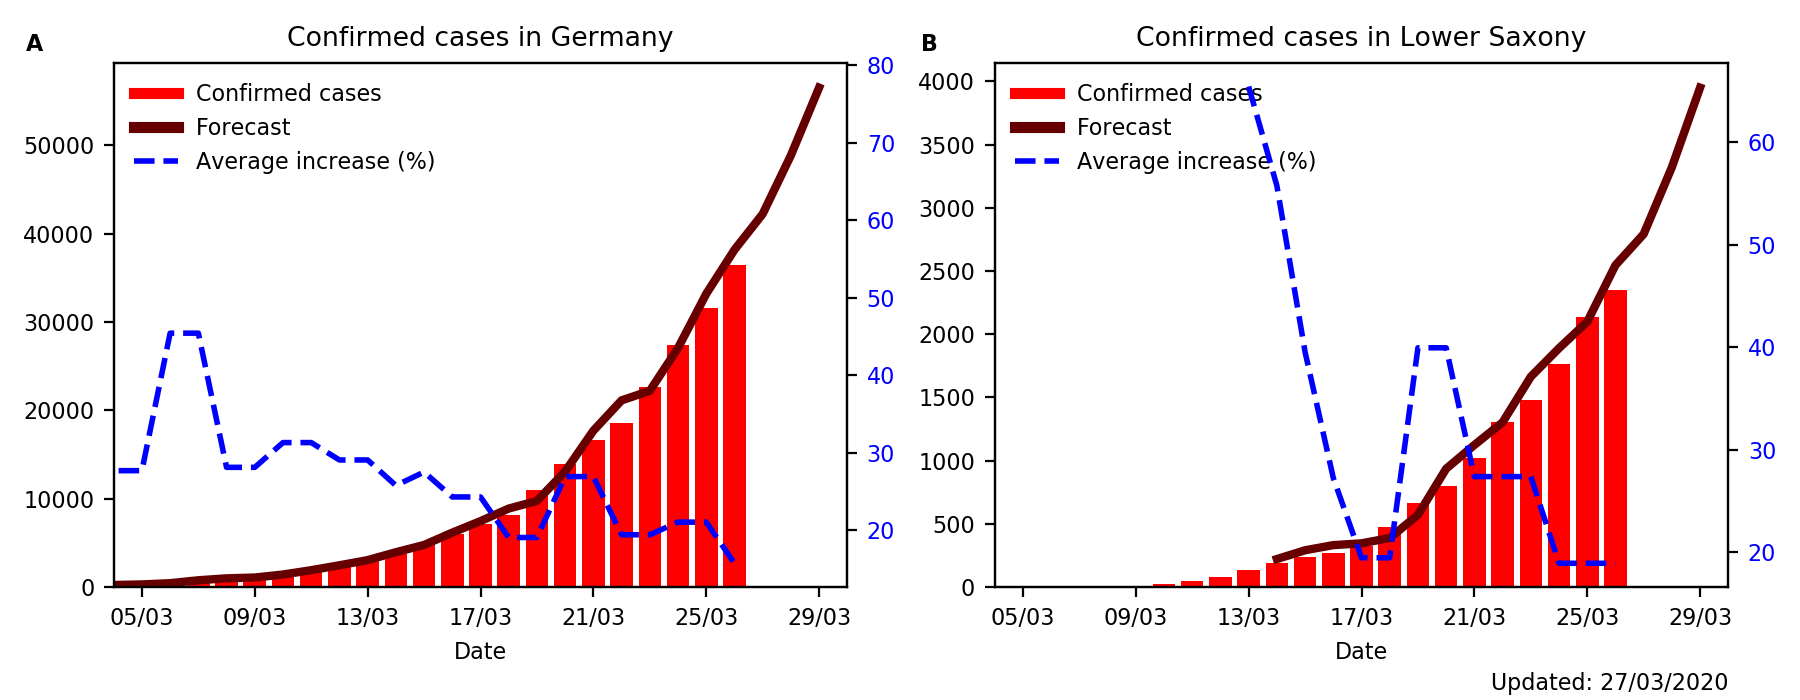 A
Confirmed cases in Germany
Confirmed cases
Forecast
Average increase (%)
0
10000
20000
30000
40000
50000
20
30
40
50
60
70
80
05/03 09/03 13/03 17/03 21/03 25/03 29/03
Date
B
Confirmed cases in Lower Saxony
Confirmed cases
Forecast
Average increase (%)
0
500
1000
1500
2000
2500
3000
3500
4000
20
30
40
50
60
05/03 09/03 13/03 17/03 21/03 25/03 29/03
Date
Updated: 27/03/2020